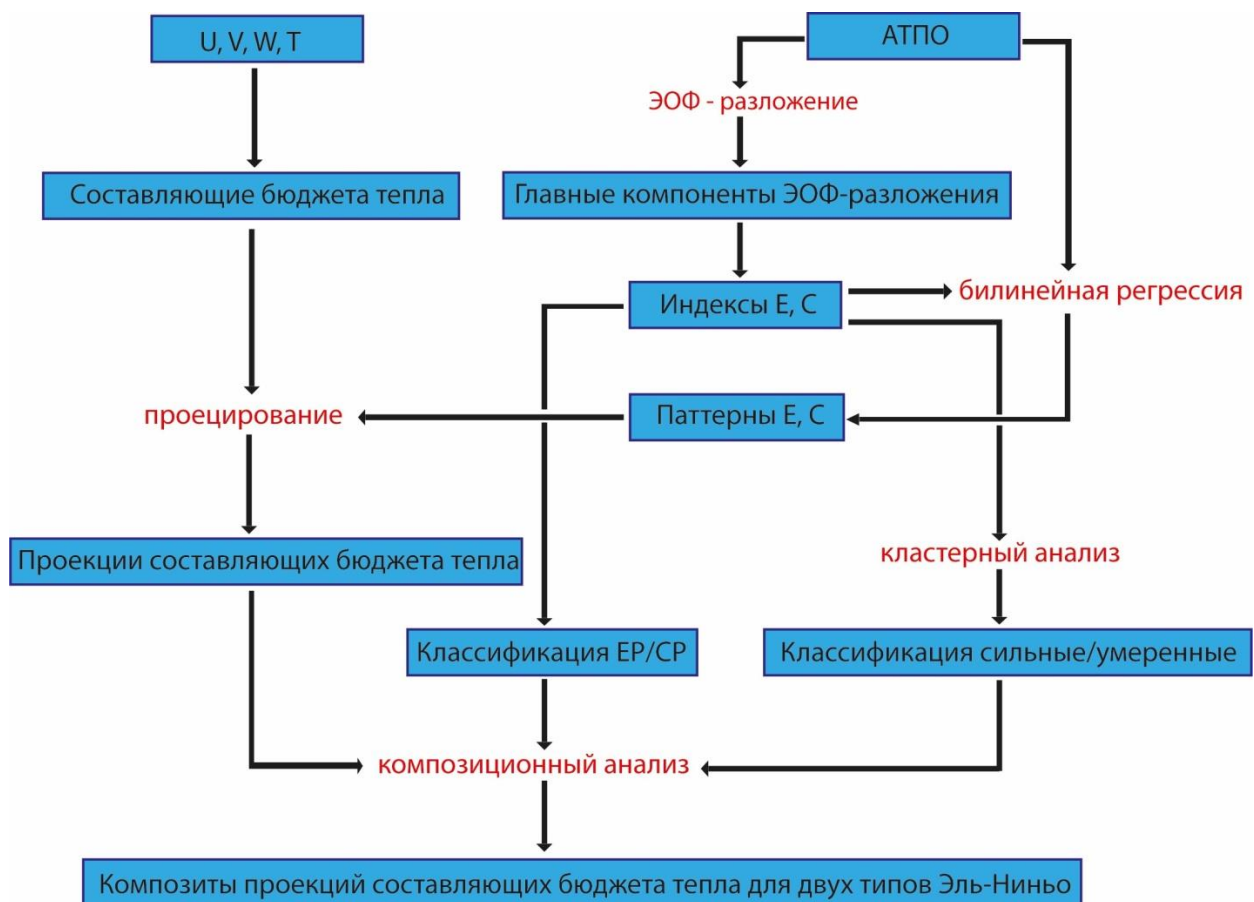 U, V, W, T
АТПО
ЭОФ - разложение
Составляющие бюджета тепла
Главные компоненты ЭОФ-разложения
Индексы E, C
билинейная регрессия
проецирование
Паттерны E, C
Проекции составляющих бюджета тепла
кластерный анализ
Классификация EP/CP
Классификация сильные/умеренные
композиционный анализ
Композиты проекций составляющих бюджета тепла для двух типов Эль-Ниньо